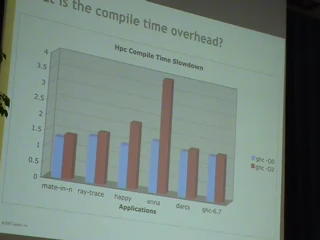 is the compile time overhead?
Hpc Compile Time Slowdown
4
3.5
3
2.5
2
1.5
1
0.5
0
mate-in-n ray-trace happy anna darcs ghc-6.7
Applications
ghc -O0
ghc -O2